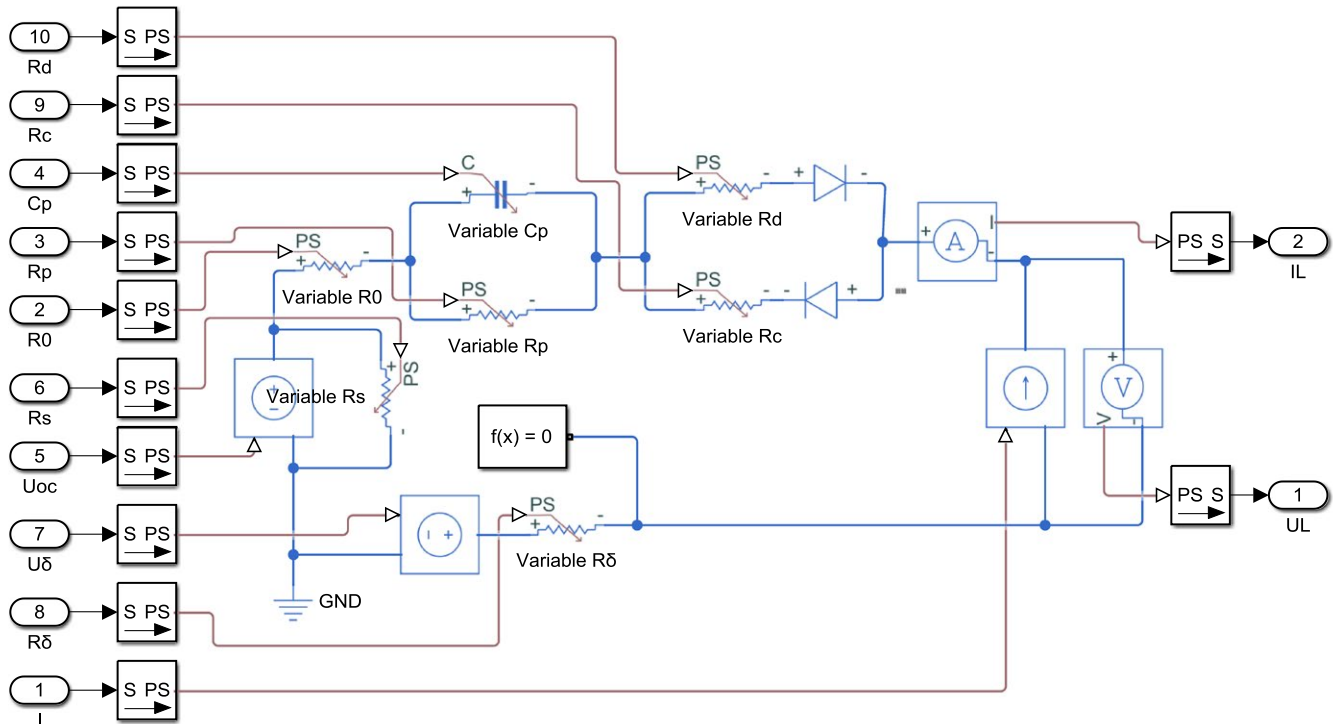 10
S PS
Rd
9
S PS
Rc
4
S PS
Cp
3
S PS
Rp
2
S PS
R0
6
S PS
Rs
5
S PS
Uoc
7
S PS
Uδ
8
S PS
Rδ
1
S PS
I
PS
+ -
Variable R0
C
+ -
Variable Cp
PS
+ -
Variable Rp
PS
+ -
Variable Rd
+ -
PS
+ -
Variable Rc
- +
+
PS
-
+
-
Variable Rs
f(x) = 0
- +
PS
+ -
Variable Rδ
GND
+ A I
-
↑
+
V
V -
PS S
2
IL
PS S
1
UL